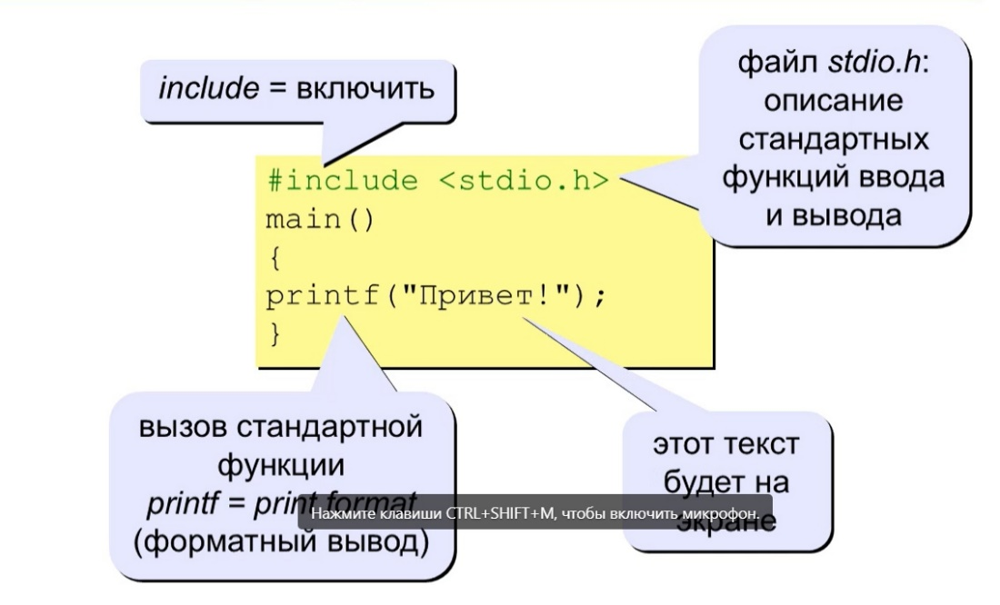 include = включить
файл stdio.h:
описание
стандартных
функций ввода
и вывода
#include <stdio.h>
main()
{
printf("Привет!");
}
вызов стандартной
функции
printf = print format
(форматный вывод)
этот текст
будет на
экране
Нажмите клавиши CTRL+SHIFT+M, чтобы включить микрофон.